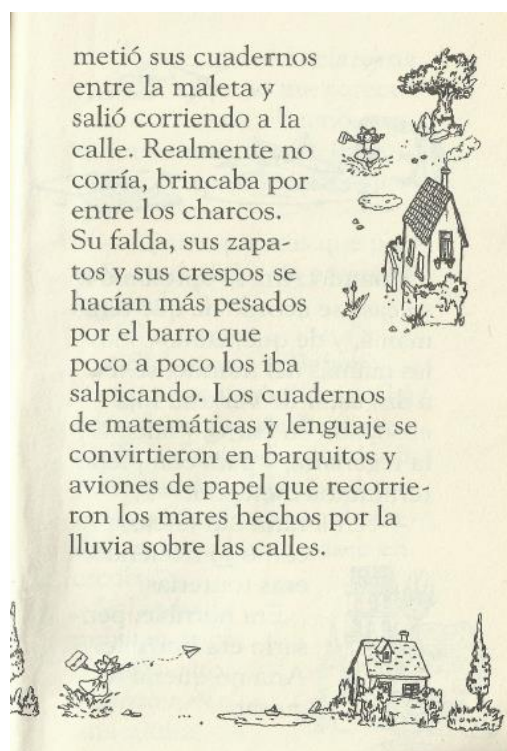 metió sus cuadernos
entre la maleta y
salió corriendo a la
calle. Realmente no
corría, brincaba por
entre los charcos.
Su falda, sus zapa-
tos y sus crespos se
hacían más pesados
por el barro que
poco a poco los iba
salpicando. Los cuadernos
de matemáticas y lenguaje se
convirtieron en barquitos y
aviones de papel que recorrie-
ron los mares hechos por la
lluvia sobre las calles.